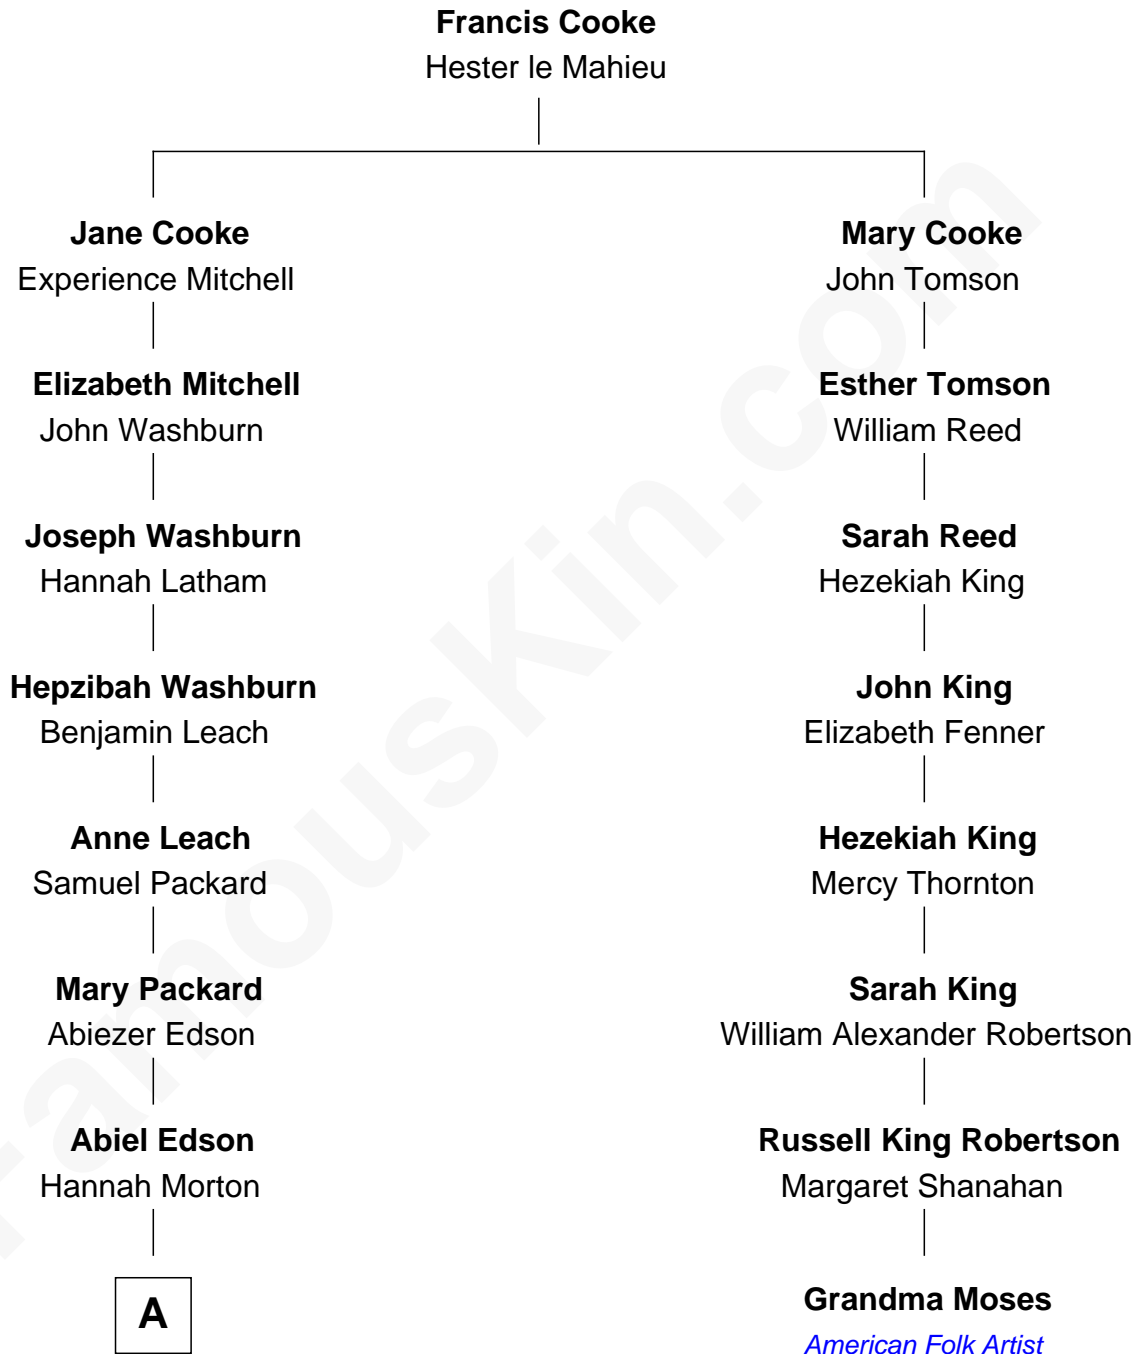 Francis Cooke
Hester le Mahieu
Jane Cooke
Experience Mitchell
Mary Cooke
John Tomson
Elizabeth Mitchell
John Washburn
Esther Tomson
William Reed
Joseph Washburn
Hannah Latham
Sarah Reed
Hezekiah King
Hepzibah Washburn
Benjamin Leach
John King
Elizabeth Fenner
Anne Leach
Samuel Packard
Hezekiah King
Mercy Thornton
Mary Packard
Abiezer Edson
Sarah King
William Alexander Robertson
Abiel Edson
Hannah Morton
Russell King Robertson
Margaret Shanahan
A
Grandma Moses
American Folk Artist
FamousKin.com